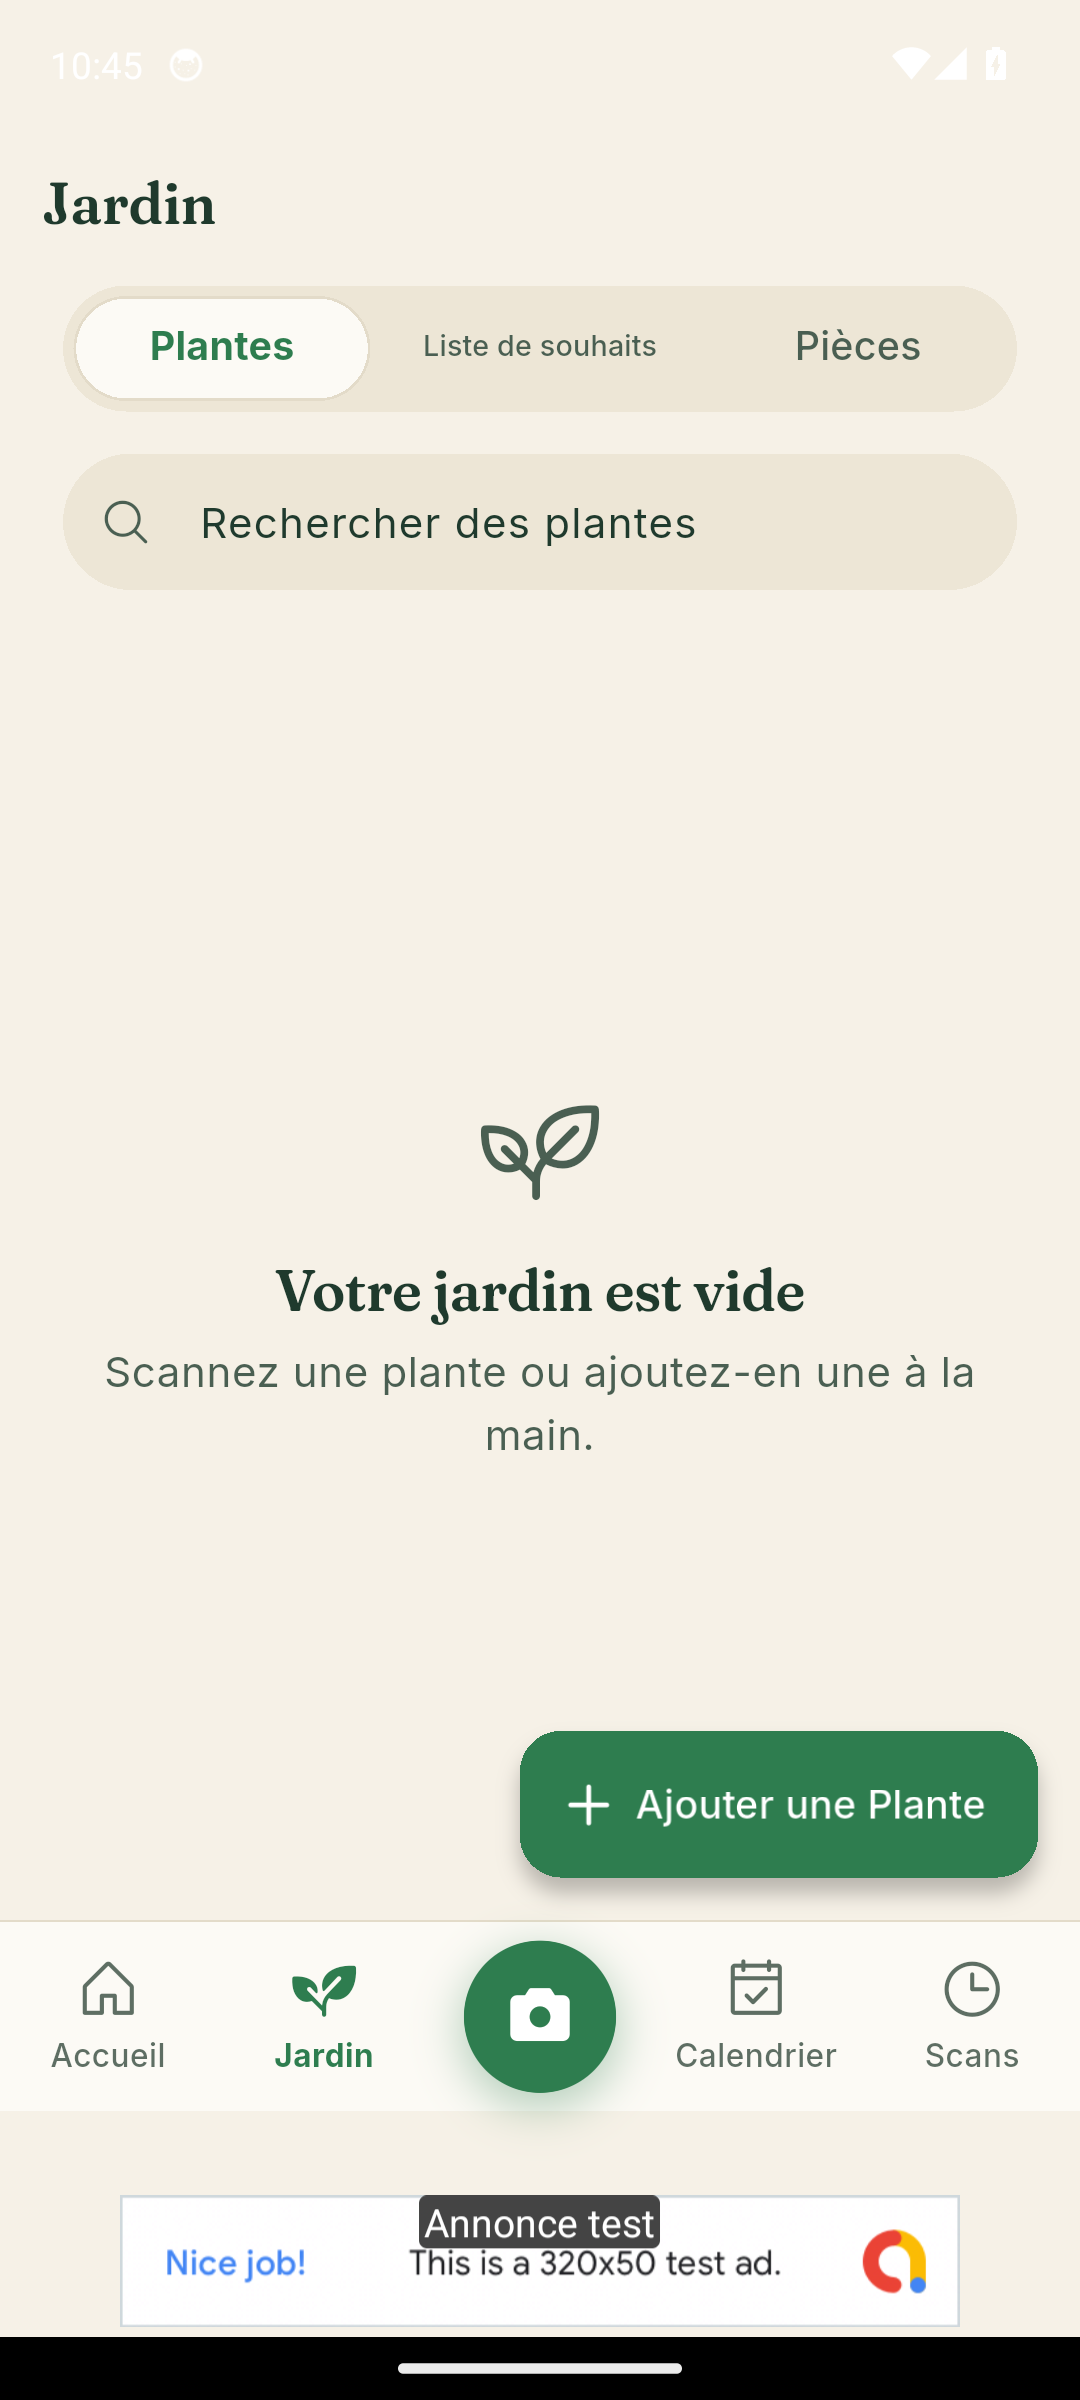 10:45
Jardin
Plantes
Liste de souhaits
Pièces
Rechercher des plantes
Votre jardin est vide
Scannez une plante ou ajoutez-en une à la
main.
Ajouter une Plante
Accueil
Jardin
Calendrier
Scans
Annonce test
Nice job!
This is a 320x50 test ad.